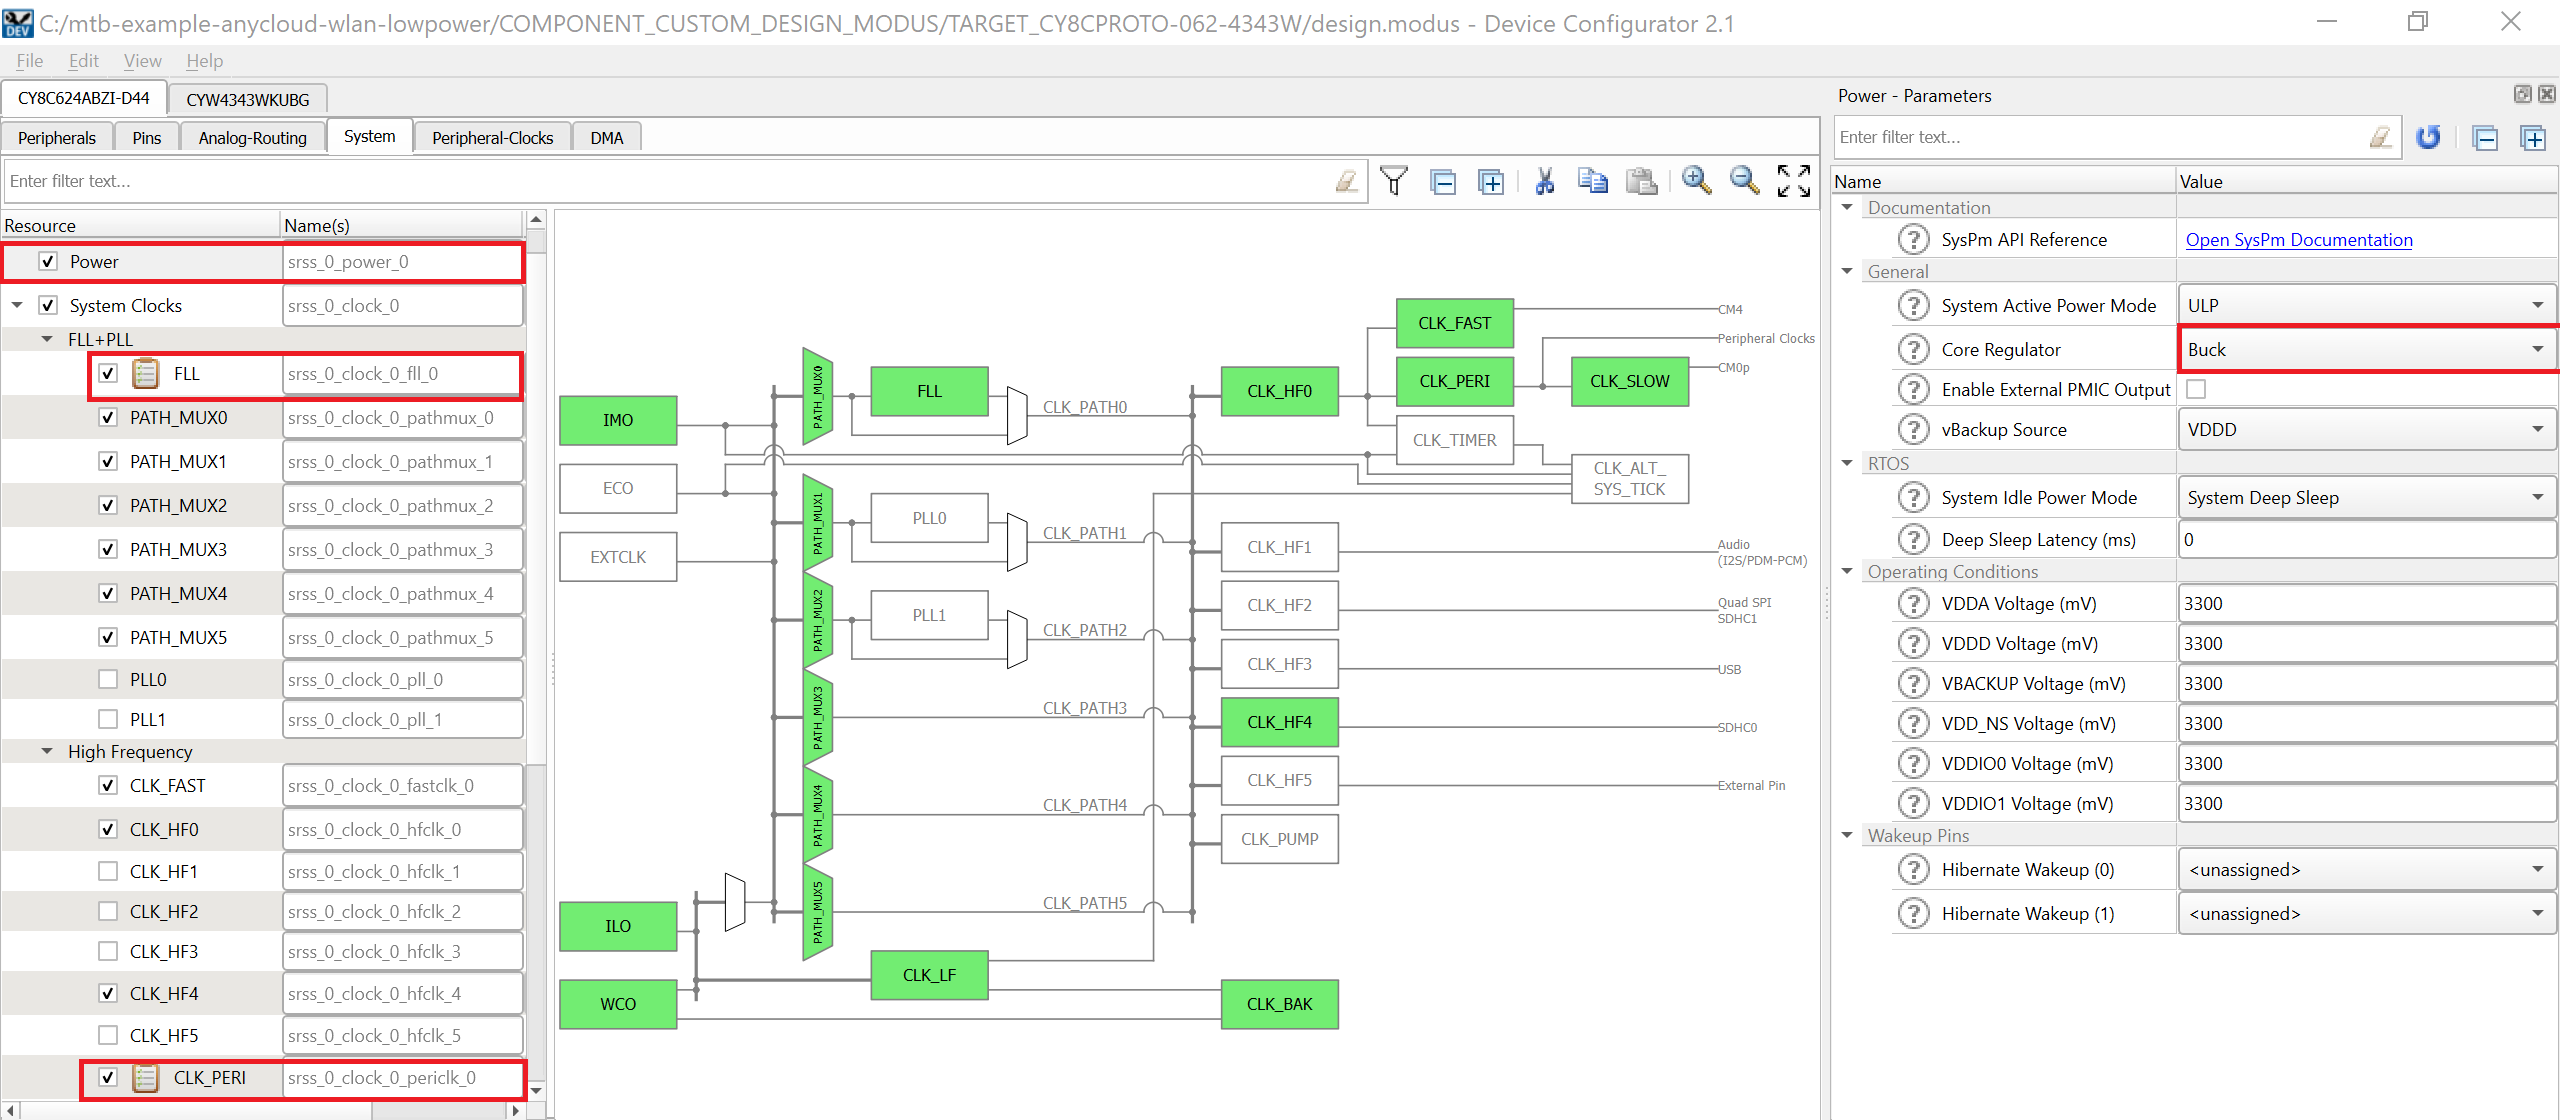 C:/mtb-example-anycloud-wlan-lowpower/COMPONENT_CUSTOM_DESIGN_MODUS/TARGET_CY8CPROTO-062-4343W/design.modus - Device Configurator 2.1
File Edit View Help
CY8C624ABZI-D44 CYW4343WKUBG
Peripherals Pins Analog-Routing System Peripheral-Clocks DMA
Enter filter text...
Resource Name(s)
Power srss_0_power_0
System Clocks srss_0_clock_0
FLL+PLL
FLL srss_0_clock_0_fll_0
PATH_MUX0 srss_0_clock_0_pathmux_0
PATH_MUX1 srss_0_clock_0_pathmux_1
PATH_MUX2 srss_0_clock_0_pathmux_2
PATH_MUX3 srss_0_clock_0_pathmux_3
PATH_MUX4 srss_0_clock_0_pathmux_4
PATH_MUX5 srss_0_clock_0_pathmux_5
PLL0 srss_0_clock_0_pll_0
PLL1 srss_0_clock_0_pll_1
High Frequency
CLK_FAST srss_0_clock_0_fastclk_0
CLK_HF0 srss_0_clock_0_hfclk_0
CLK_HF1 srss_0_clock_0_hfclk_1
CLK_HF2 srss_0_clock_0_hfclk_2
CLK_HF3 srss_0_clock_0_hfclk_3
CLK_HF4 srss_0_clock_0_hfclk_4
CLK_HF5 srss_0_clock_0_hfclk_5
CLK_PERI srss_0_clock_0_periclk_0
IMO
ECO
EXTCLK
ILO
WCO
PATH_MUX0
PATH_MUX1
PATH_MUX2
PATH_MUX3
PATH_MUX4
PATH_MUX5
FLL
PLL0
PLL1
CLK_LF
CLK_PATH0
CLK_PATH1
CLK_PATH2
CLK_PATH3
CLK_PATH4
CLK_PATH5
CLK_HF0
CLK_HF1
CLK_HF2
CLK_HF3
CLK_HF4
CLK_HF5
CLK_PUMP
CLK_BAK
CLK_FAST
CLK_PERI
CLK_TIMER
CLK_SLOW
CLK_ALT_
SYS_TICK
CM4
Peripheral Clocks
CM0p
Audio
(I2S/PDM-PCM)
Quad SPI
SDHC1
USB
SDHC0
External Pin
Power - Parameters
Enter filter text...
Name Value
Documentation
SysPm API Reference Open SysPm Documentation
General
System Active Power Mode ULP
Core Regulator Buck
Enable External PMIC Output
vBackup Source VDDD
RTOS
System Idle Power Mode System Deep Sleep
Deep Sleep Latency (ms) 0
Operating Conditions
VDDA Voltage (mV) 3300
VDDD Voltage (mV) 3300
VBACKUP Voltage (mV) 3300
VDD_NS Voltage (mV) 3300
VDDIO0 Voltage (mV) 3300
VDDIO1 Voltage (mV) 3300
Wakeup Pins
Hibernate Wakeup (0) <unassigned>
Hibernate Wakeup (1) <unassigned>